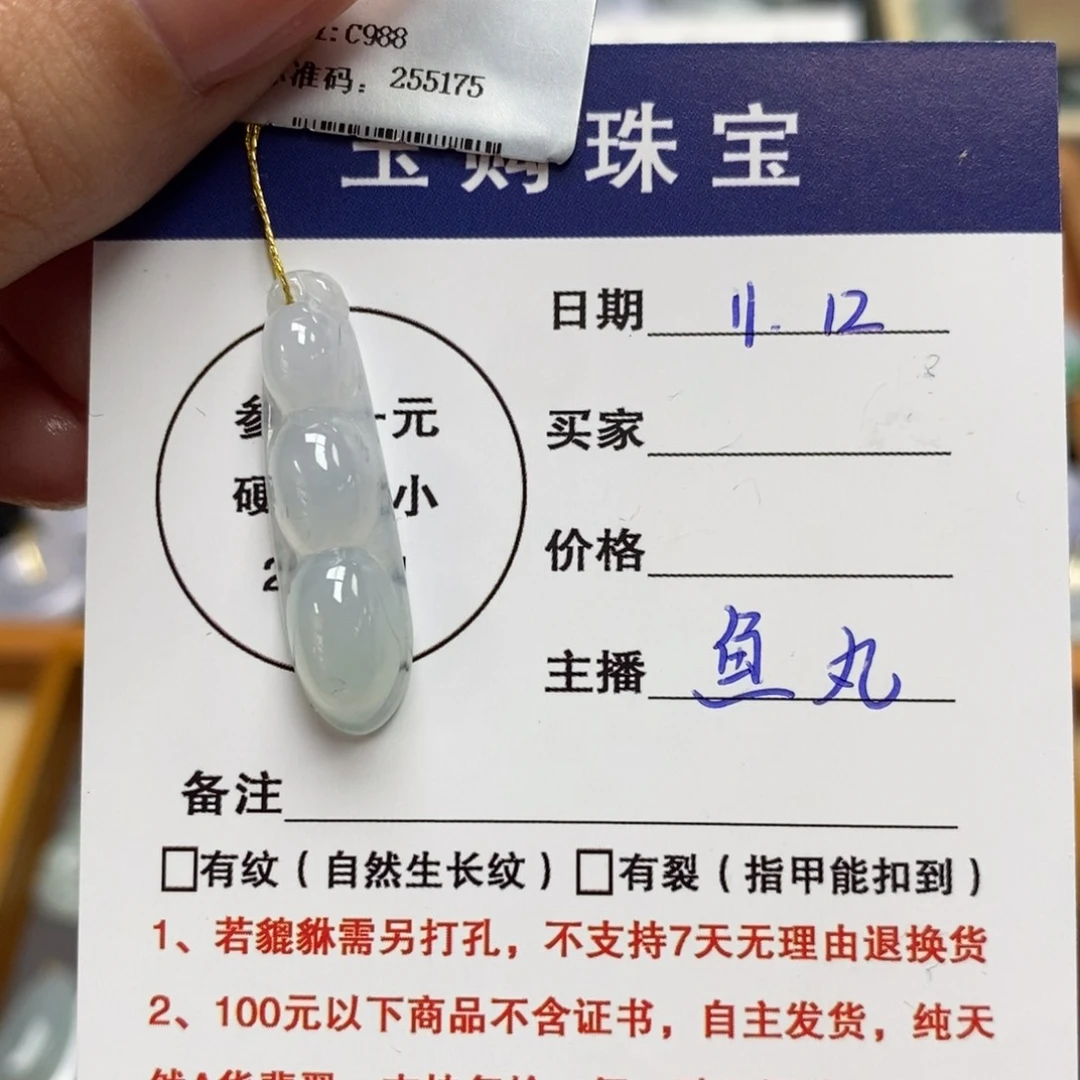 :C988
准码：255175
珠宝
日期 11.12
买家
价格
主播 鱼丸
元
小
备注
□有纹（自然生长纹）□有裂（指甲能扣到）
1、若貔貅需另打孔，不支持7天无理由退换货
2、100元以下商品不含证书，自主发货，纯天